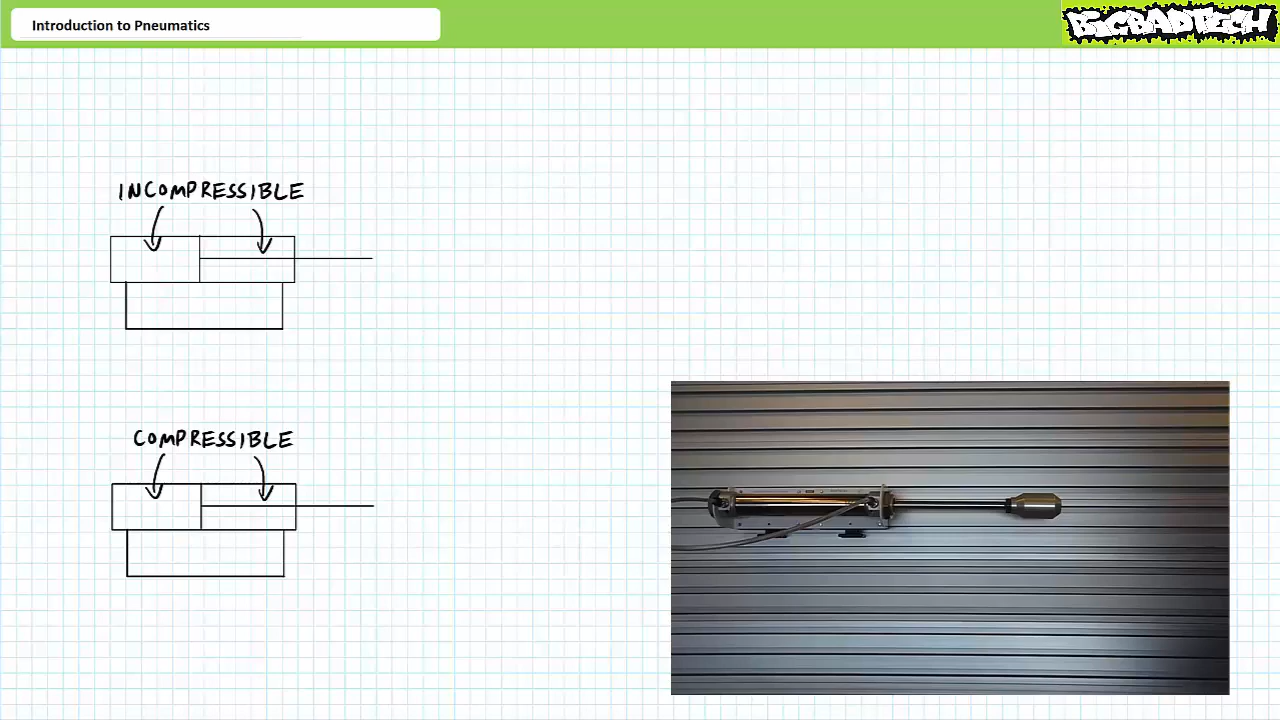 Introduction to Pneumatics
BIGBADTECH
INCOMPRESSIBLE
COMPRESSIBLE